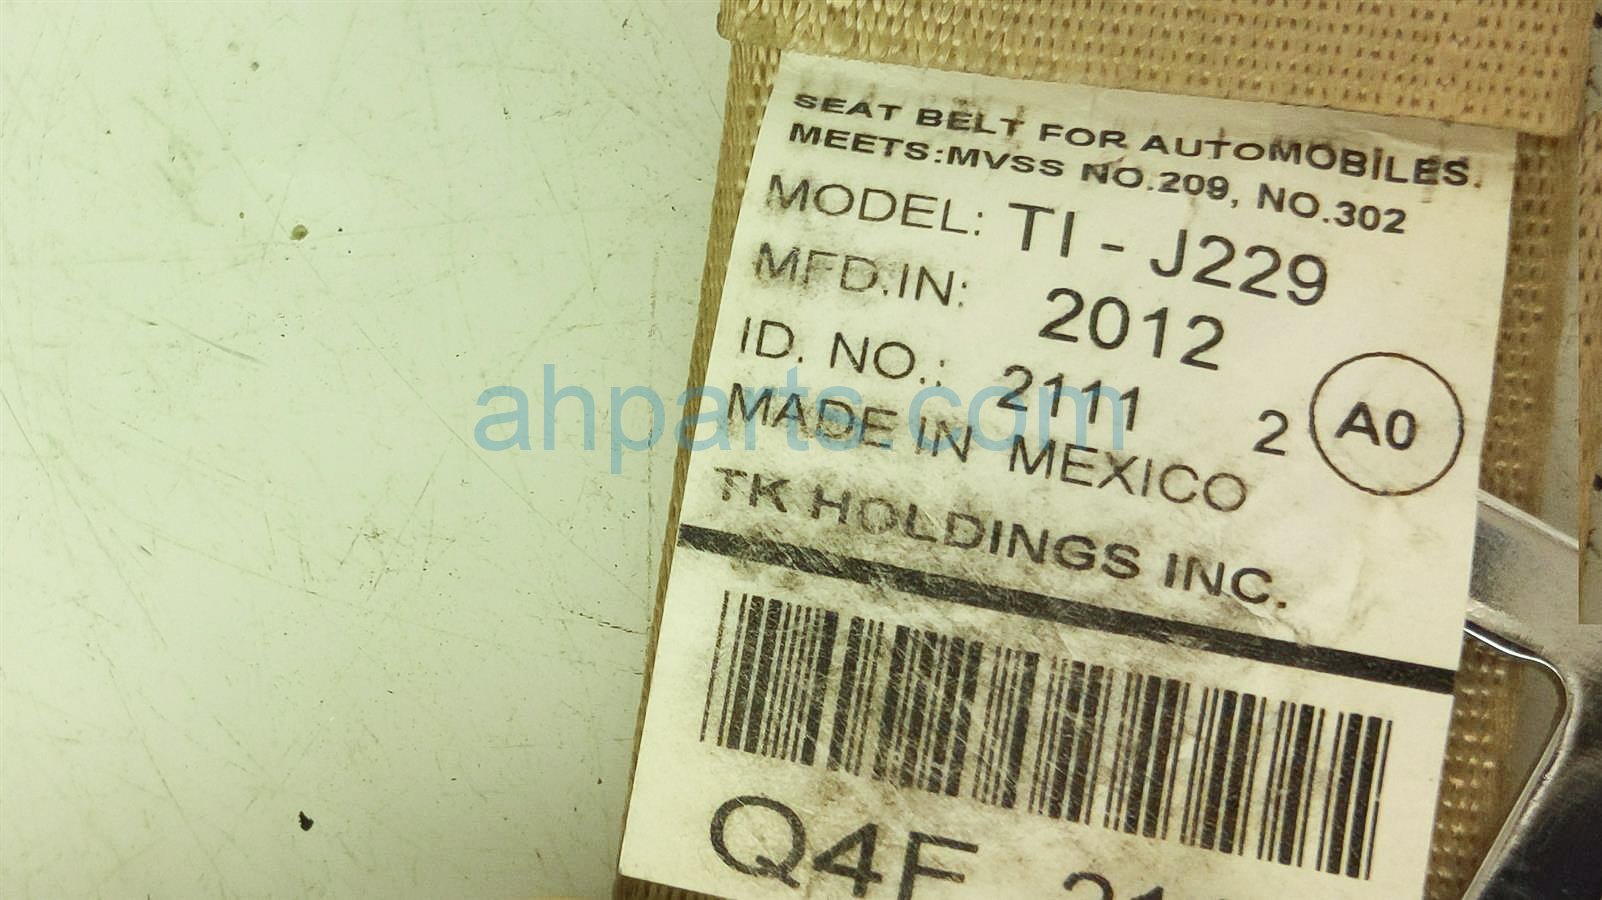 SEAT BELT FOR AUTOMOBILES.
MEETS:MVSS NO.209, NO.302
MODEL: TI - J229
MFD.IN: 2012
ID. NO.: 2111 2 A0
MADE IN MEXICO
TK HOLDINGS INC.
Q4F
ahparts.com